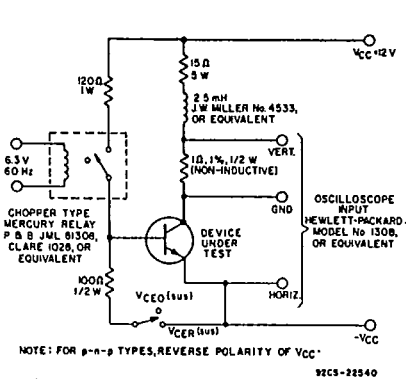 VCC +12V
15Ω
5 W
120Ω
1W
2.5 mH
J.W. MILLER No. 4533,
OR EQUIVALENT
VERT.
6.3 V
60 Hz
1Ω, 1%, 1/2 W
(NON-INDUCTIVE)
GND
OSCILLOSCOPE
INPUT
HEWLETT-PACKARD
MODEL No 130B,
OR EQUIVALENT
CHOPPER TYPE
MERCURY RELAY
P & B JML 61308,
CLARE 1028, OR
EQUIVALENT
DEVICE
UNDER
TEST
100Ω
1/2 W
HORIZ.
VCEO(sus)
VCER(sus)
-VCC
NOTE: FOR p-n-p TYPES, REVERSE POLARITY OF VCC.
92CS-22540